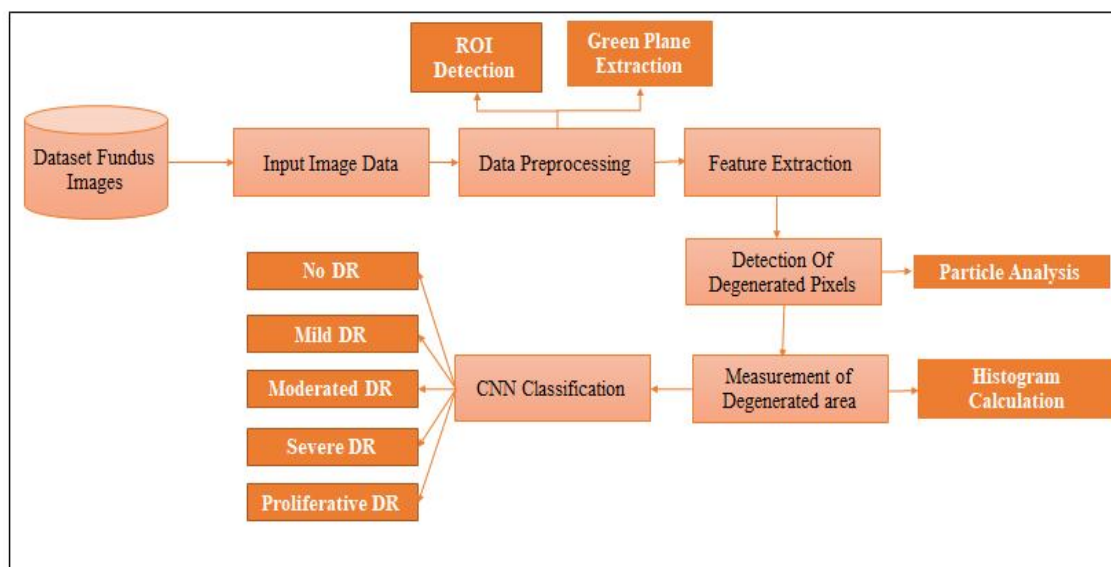 ROI
Detection
Green Plane
Extraction
Dataset Fundus
Images
Input Image Data
Data Preprocessing
Feature Extraction
Detection Of
Degenerated Pixels
Particle Analysis
Measurement of
Degenerated area
Histogram
Calculation
CNN Classification
No DR
Mild DR
Moderated DR
Severe DR
Proliferative DR